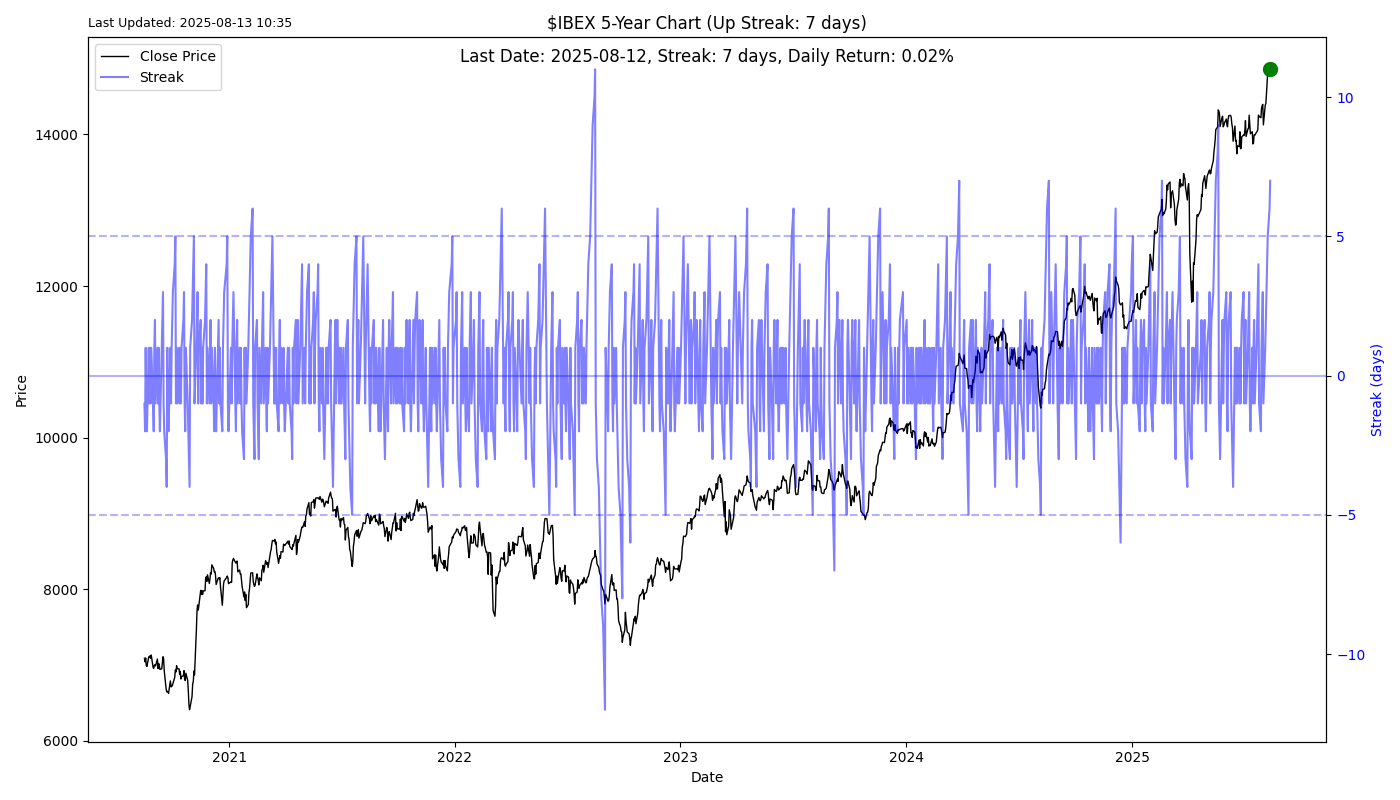 Last Updated: 2025-08-13 10:35
$IBEX 5-Year Chart (Up Streak: 7 days)
Last Date: 2025-08-12, Streak: 7 days, Daily Return: 0.02%
Close Price
Streak
14000
12000
10000
8000
6000
Price
10
5
0
−5
−10
Streak (days)
2021
2022
2023
2024
2025
Date